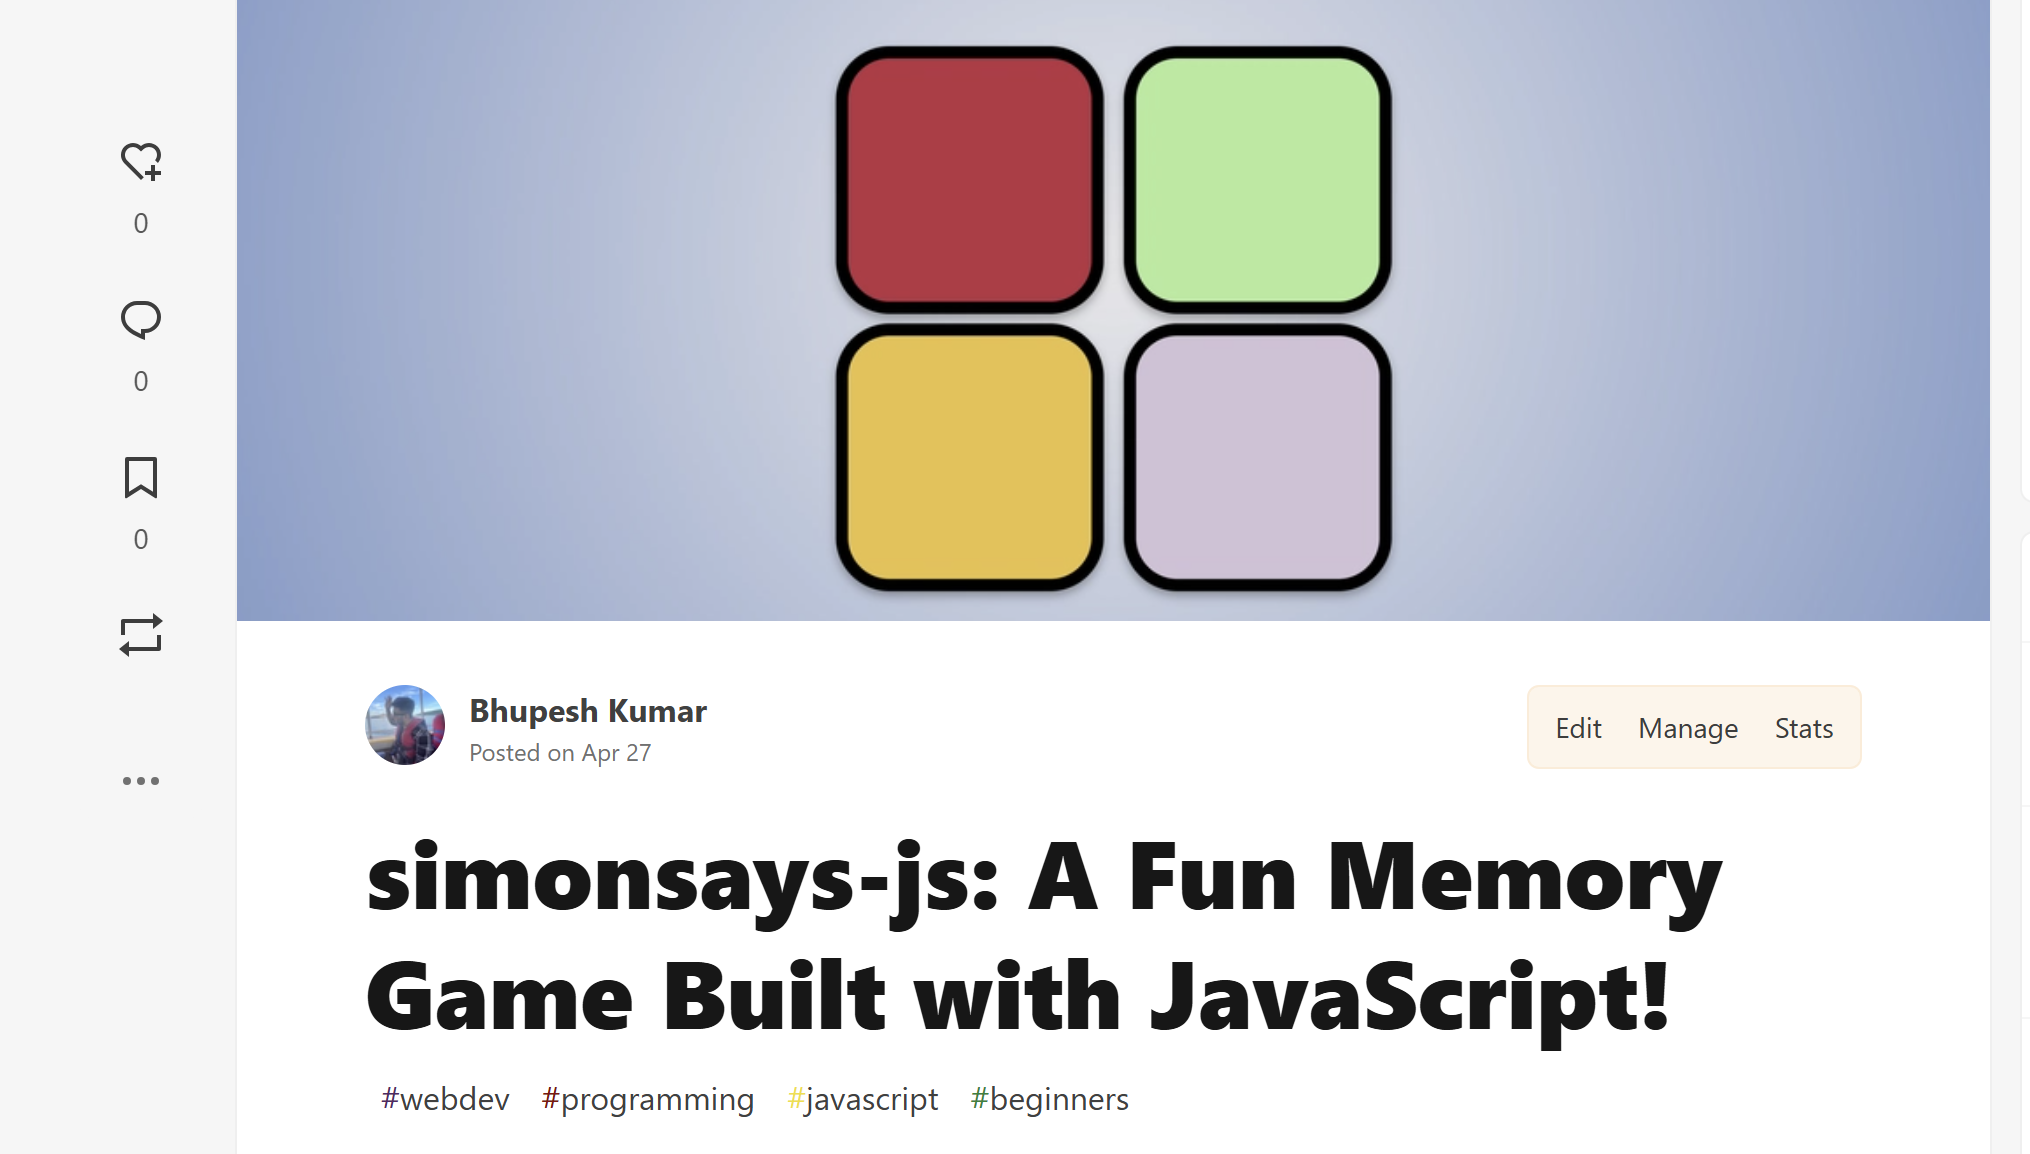 0
0
0
Bhupesh Kumar
Posted on Apr 27
Edit Manage Stats
simonsays-js: A Fun Memory
Game Built with JavaScript!
#webdev #programming #javascript #beginners